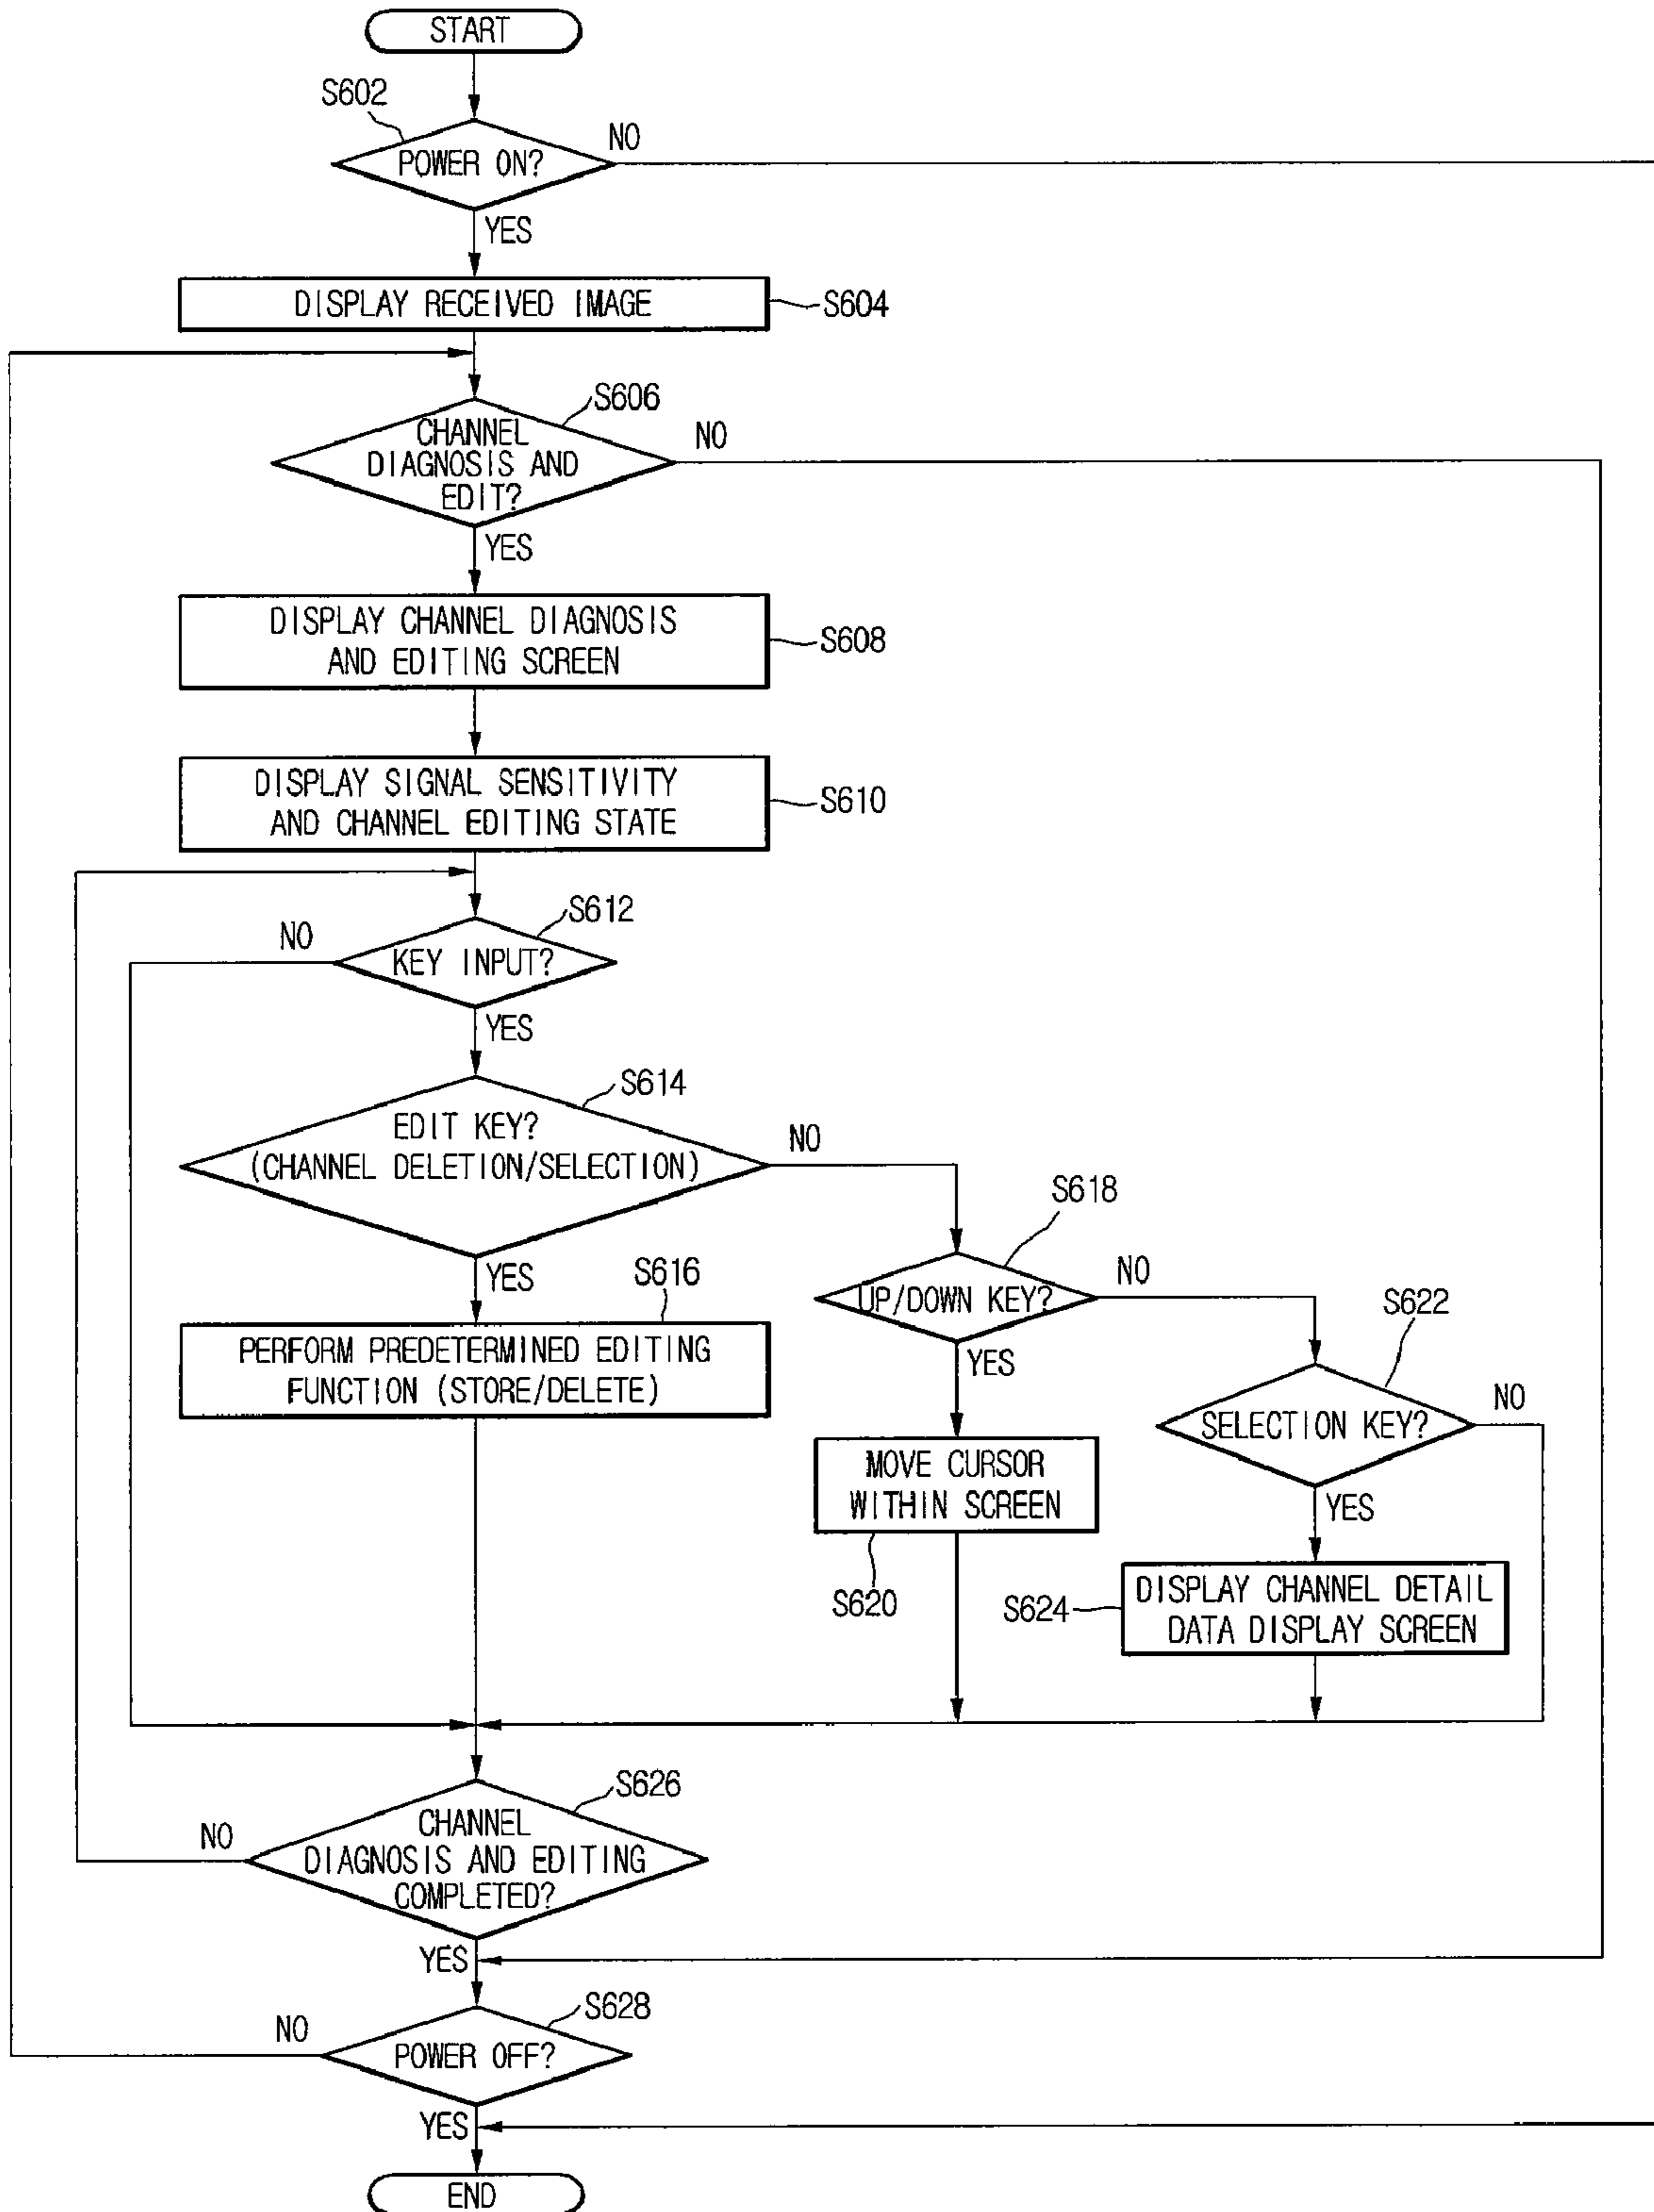 START
S602
POWER ON?
NO
YES
DISPLAY RECEIVED IMAGE
S604
S606
CHANNEL
DIAGNOSIS AND
EDIT?
NO
YES
DISPLAY CHANNEL DIAGNOSIS
AND EDITING SCREEN
S608
DISPLAY SIGNAL SENSITIVITY
AND CHANNEL EDITING STATE
S610
S612
NO
KEY INPUT?
YES
S614
EDIT KEY?
(CHANNEL DELETION/SELECTION)
NO
YES
S616
PERFORM PREDETERMINED EDITING
FUNCTION (STORE/DELETE)
S618
UP/DOWN KEY?
NO
YES
MOVE CURSOR
WITHIN SCREEN
S620
S622
SELECTION KEY?
NO
YES
S624
DISPLAY CHANNEL DETAIL
DATA DISPLAY SCREEN
S626
CHANNEL
DIAGNOSIS AND EDITING
COMPLETED?
NO
YES
S628
NO
POWER OFF?
YES
END